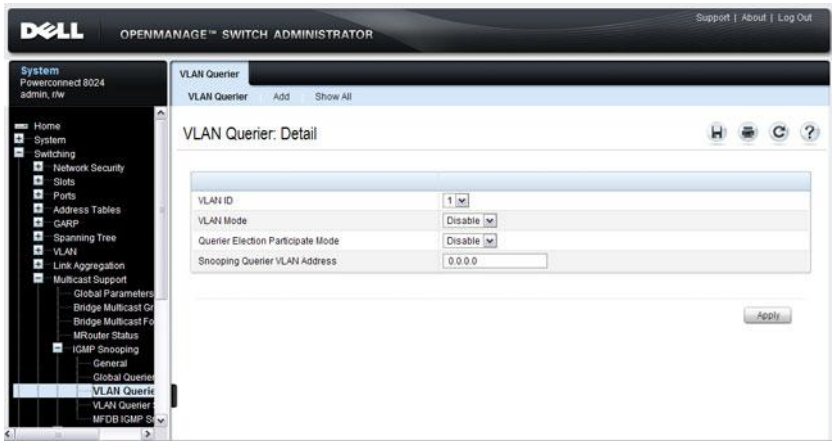 Support | About | Log Out
DELL
OPENMANAGE™ SWITCH ADMINISTRATOR
System
Powerconnect 8024
admin, r/w
Home
System
Switching
Network Security
Slots
Ports
Address Tables
GARP
Spanning Tree
VLAN
Link Aggregation
Multicast Support
Global Parameters
Bridge Multicast Gr
Bridge Multicast Fo
MRouter Status
IGMP Snooping
General
Global Querier
VLAN Querie
VLAN Querier
MFDB IGMP
VLAN Querier
VLAN Querier Add Show All
VLAN Querier: Detail
VLAN ID 1
VLAN Mode Disable
Querier Election Participate Mode Disable
Snooping Querier VLAN Address 0.0.0.0
Apply